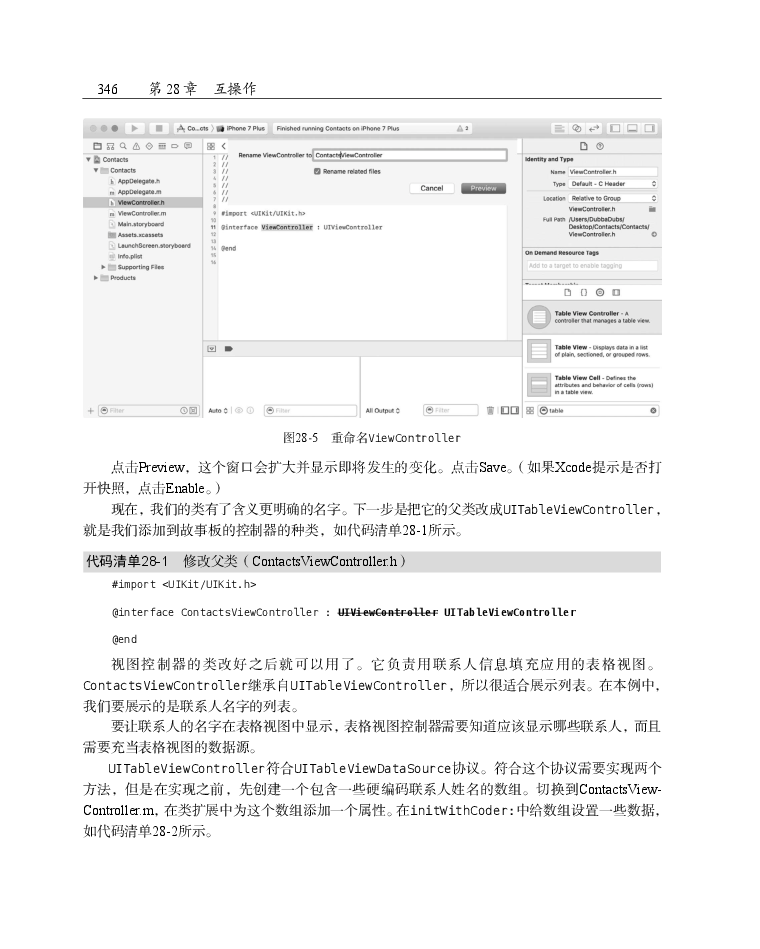 346 第 28 章 互操作
Co...cts iPhone 7 Plus Finished running Contacts on iPhone 7 Plus 2
Contacts
Contacts
AppDelegate.h
AppDelegate.m
ViewController.h
ViewController.m
Main.storyboard
Assets.xcassets
LaunchScreen.storyboard
Info.plist
Supporting Files
Products
Filter
Rename ViewController to ContactsViewController
Rename related files
Cancel Preview
1 //
2 //
3 //
4 //
5 //
6 //
7 //
8
9 #import <UIKit/UIKit.h>
10
11 @interface ViewController : UIViewController
12
13
14 @end
15
16
Auto Filter All Output Filter
Identity and Type
Name ViewController.h
Type Default - C Header
Location Relative to Group
ViewController.h
Full Path /Users/DubbaDubs/
Desktop/Contacts/Contacts/
ViewController.h
On Demand Resource Tags
Add to a target to enable tagging
Table View Controller - A
controller that manages a table view.
Table View - Displays data in a list
of plain, sectioned, or grouped rows.
Table View Cell - Defines the
attributes and behavior of cells (rows)
in a table view.
table
图28-5 重命名ViewController
点击Preview，这个窗口会扩大并显示即将发生的变化。点击Save。（如果Xcode提示是否打
开快照，点击Enable。）
现在，我们的类有了含义更明确的名字。下一步是把它的父类改成UITableViewController，
就是我们添加到故事板的控制器的种类，如代码清单28-1所示。
代码清单28-1 修改父类（ContactsViewController.h）
#import <UIKit/UIKit.h>
@interface ContactsViewController : UIViewController UITableViewController
@end
视图控制器的类改好之后就可以用了。它负责用联系人信息填充应用的表格视图。
ContactsViewController继承自UITableViewController，所以很适合展示列表。在本例中，
我们要展示的是联系人名字的列表。
要让联系人的名字在表格视图中显示，表格视图控制器需要知道应该显示哪些联系人，而且
需要充当表格视图的数据源。
UITableViewController符合UITableViewDataSource协议。符合这个协议需要实现两个
方法，但是在实现之前，先创建一个包含一些硬编码联系人姓名的数组。切换到ContactsView-
Controller.m，在类扩展中为这个数组添加一个属性。在initWithCoder:中给数组设置一些数据，
如代码清单28-2所示。